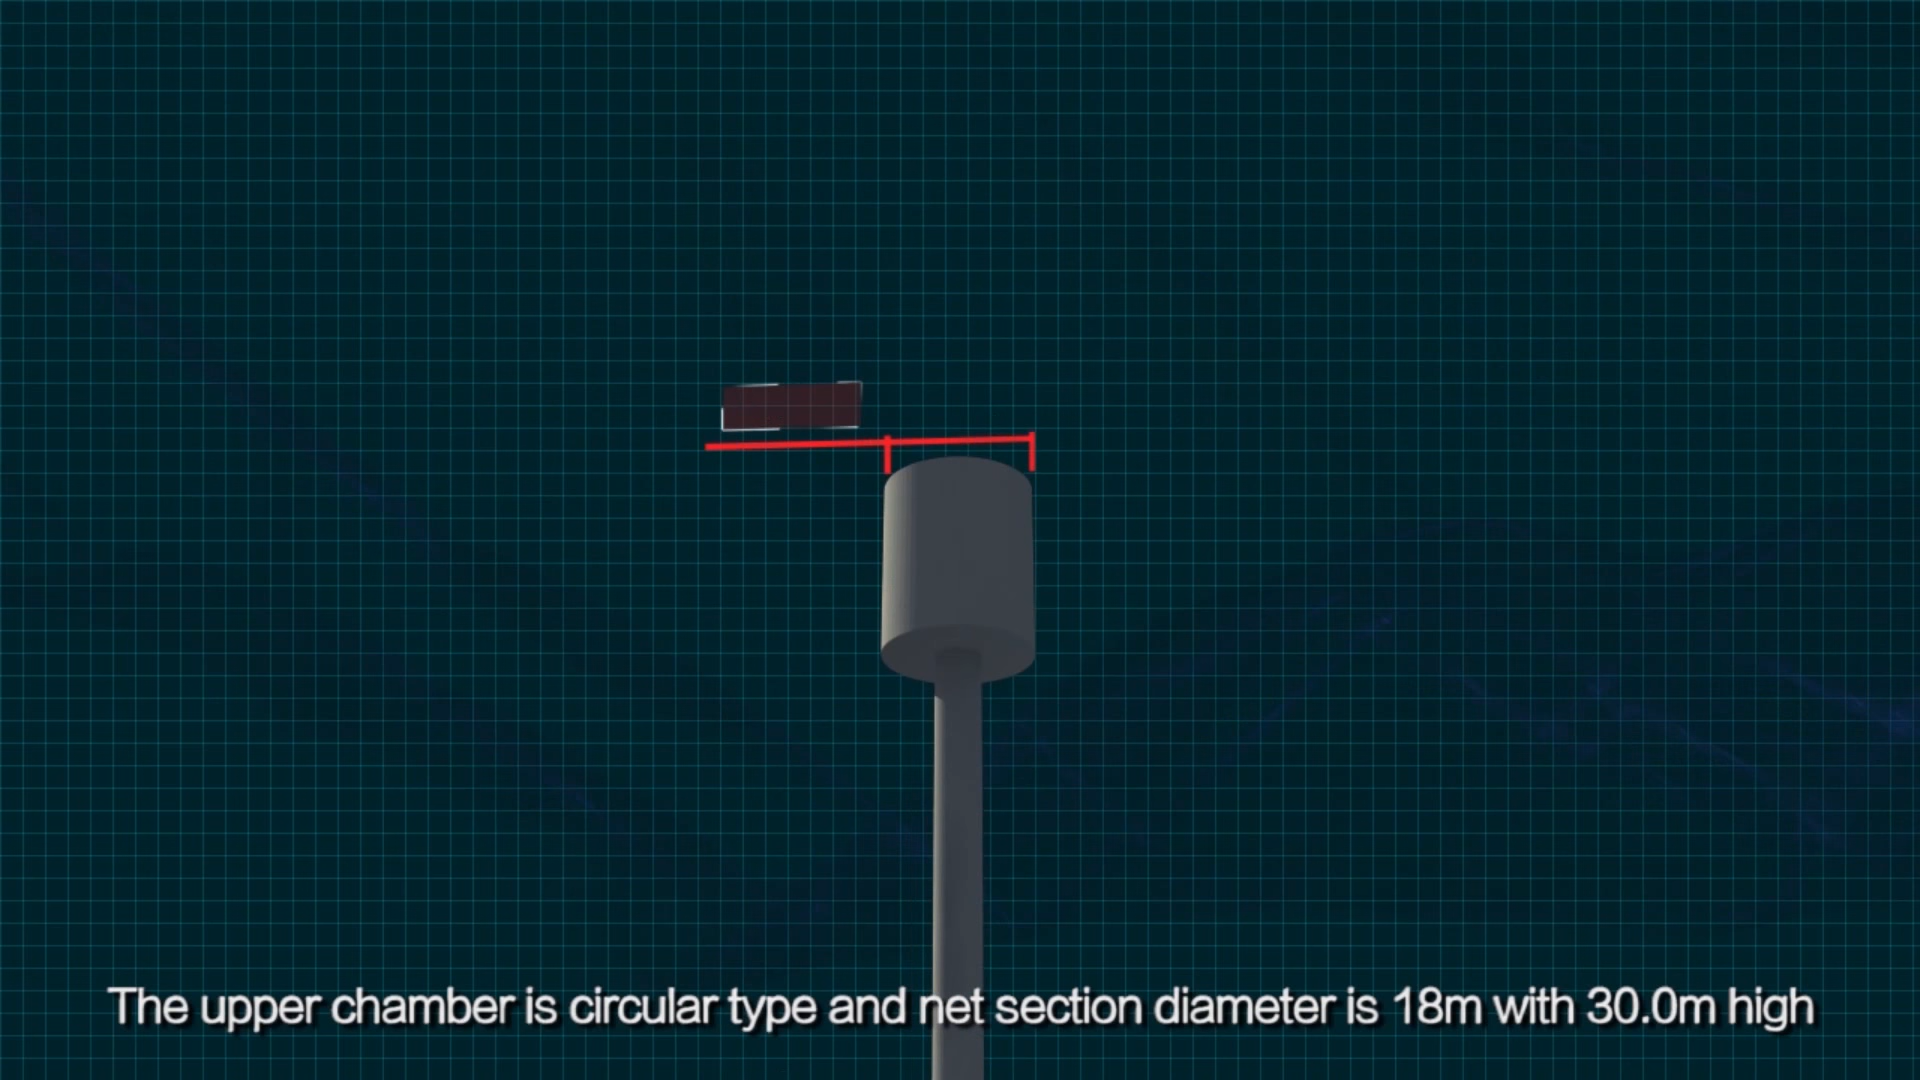 The upper chamber is circular type and net section diameter is 18m with 30.0m high